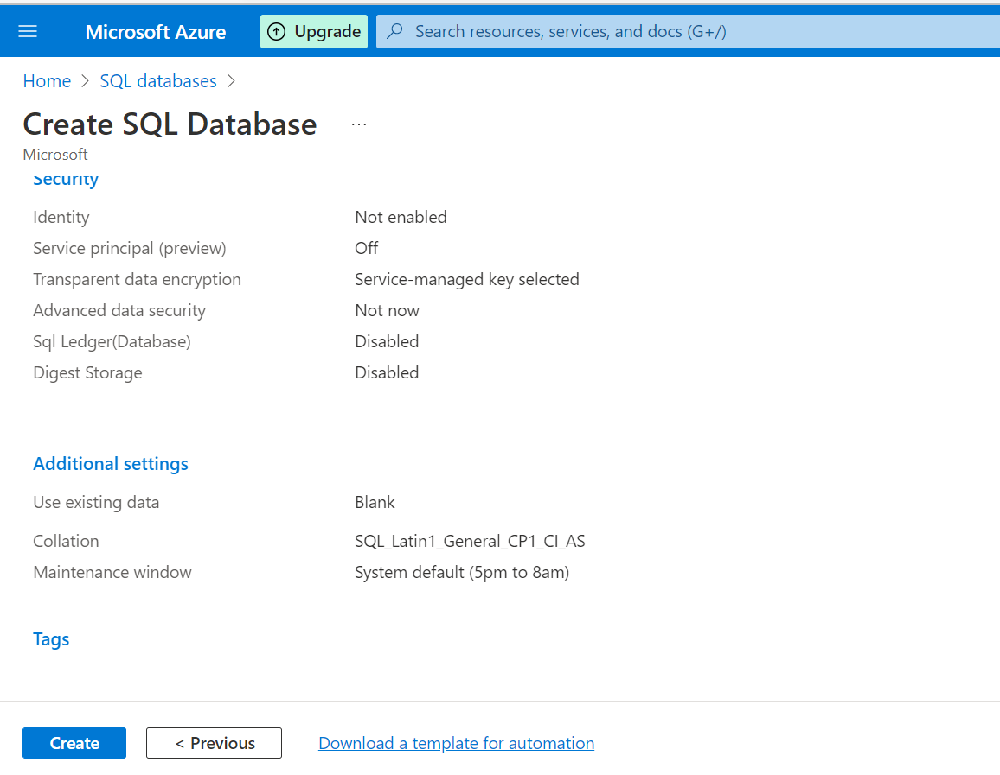 Microsoft Azure
Upgrade
Search resources, services, and docs (G+/)
Home > SQL databases >
Create SQL Database ...
Microsoft
Security
Identity Not enabled
Service principal (preview) Off
Transparent data encryption Service-managed key selected
Advanced data security Not now
Sql Ledger(Database) Disabled
Digest Storage Disabled
Additional settings
Use existing data Blank
Collation SQL_Latin1_General_CP1_CI_AS
Maintenance window System default (5pm to 8am)
Tags
Create
< Previous
Download a template for automation